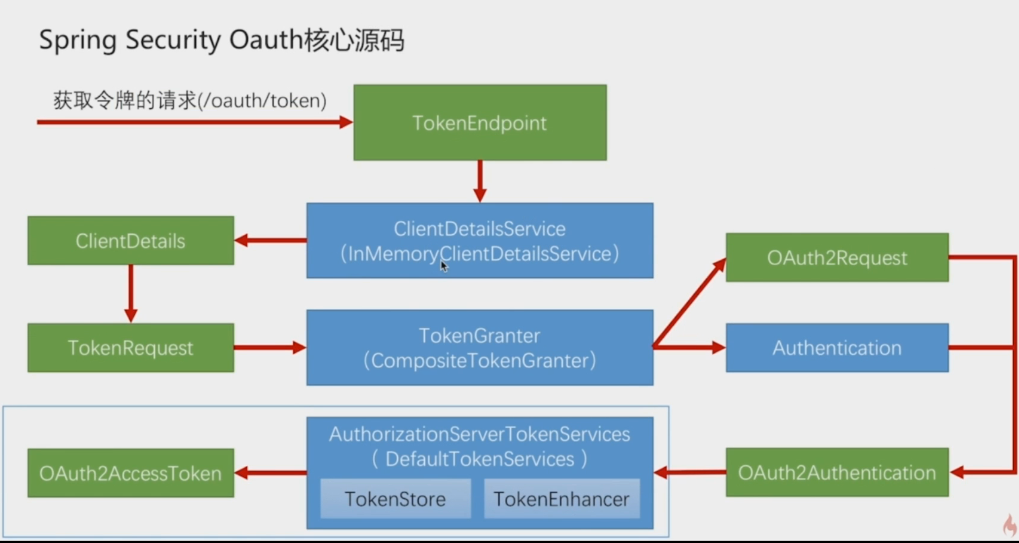 Spring Security Oauth核心源码
获取令牌的请求(/oauth/token)
TokenEndpoint
ClientDetailsService
（InMemoryClientDetailsService）
ClientDetails
OAuth2Request
TokenRequest
TokenGranter
（CompositeTokenGranter）
Authentication
AuthorizationServerTokenServices
（ DefaultTokenServices ）
TokenStore
TokenEnhancer
OAuth2AccessToken
OAuth2Authentication